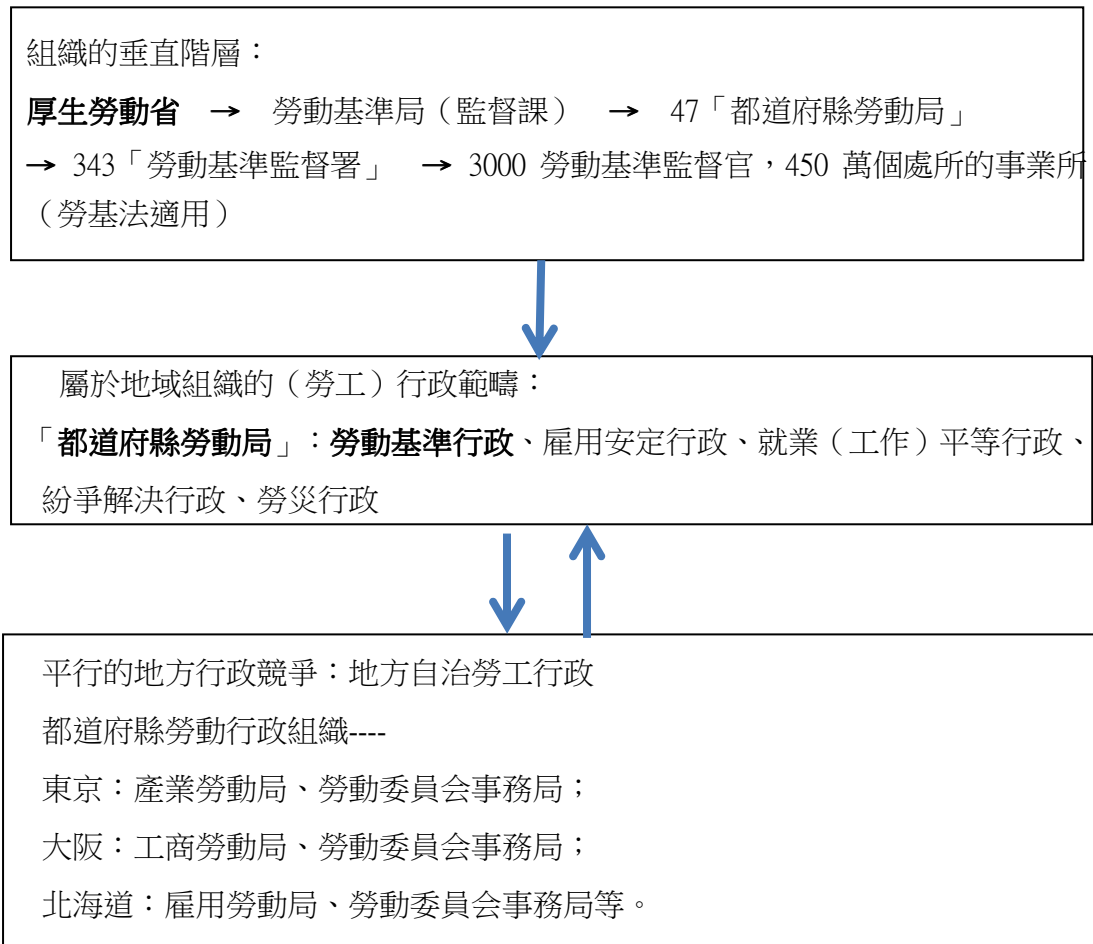 組織的垂直階層：
厚生勞動省 → 勞動基準局（監督課） → 47「都道府縣勞動局」
→ 343「勞動基準監督署」 → 3000 勞動基準監督官，450 萬個處所的事業所
（勞基法適用）
屬於地域組織的（勞工）行政範疇：
「都道府縣勞動局」：勞動基準行政、雇用安定行政、就業（工作）平等行政、
紛爭解決行政、勞災行政
平行的地方行政競爭：地方自治勞工行政
都道府縣勞動行政組織----
東京：產業勞動局、勞動委員会事務局；
大阪：工商勞動局、勞動委員会事務局；
北海道：雇用勞動局、勞動委員会事務局等。